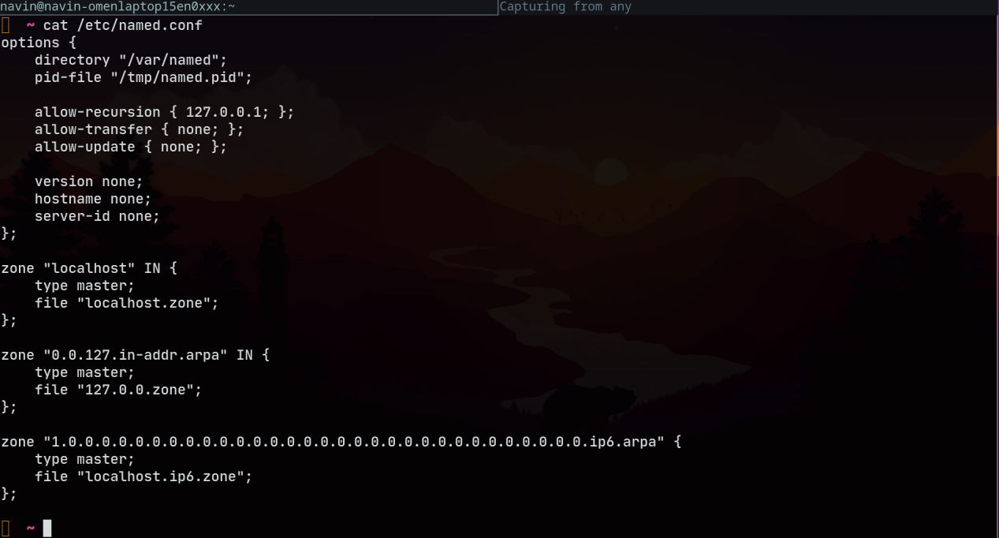 navin@navin-omenlaptop15en0xxx:~
Capturing from any
~ cat /etc/named.conf
options {
    directory "/var/named";
    pid-file "/tmp/named.pid";

    allow-recursion { 127.0.0.1; };
    allow-transfer { none; };
    allow-update { none; };

    version none;
    hostname none;
    server-id none;
};

zone "localhost" IN {
    type master;
    file "localhost.zone";
};

zone "0.0.127.in-addr.arpa" IN {
    type master;
    file "127.0.0.zone";
};

zone "1.0.0.0.0.0.0.0.0.0.0.0.0.0.0.0.0.0.0.0.0.0.0.0.0.0.0.0.0.0.0.0.ip6.arpa" {
    type master;
    file "localhost.ip6.zone";
};

~